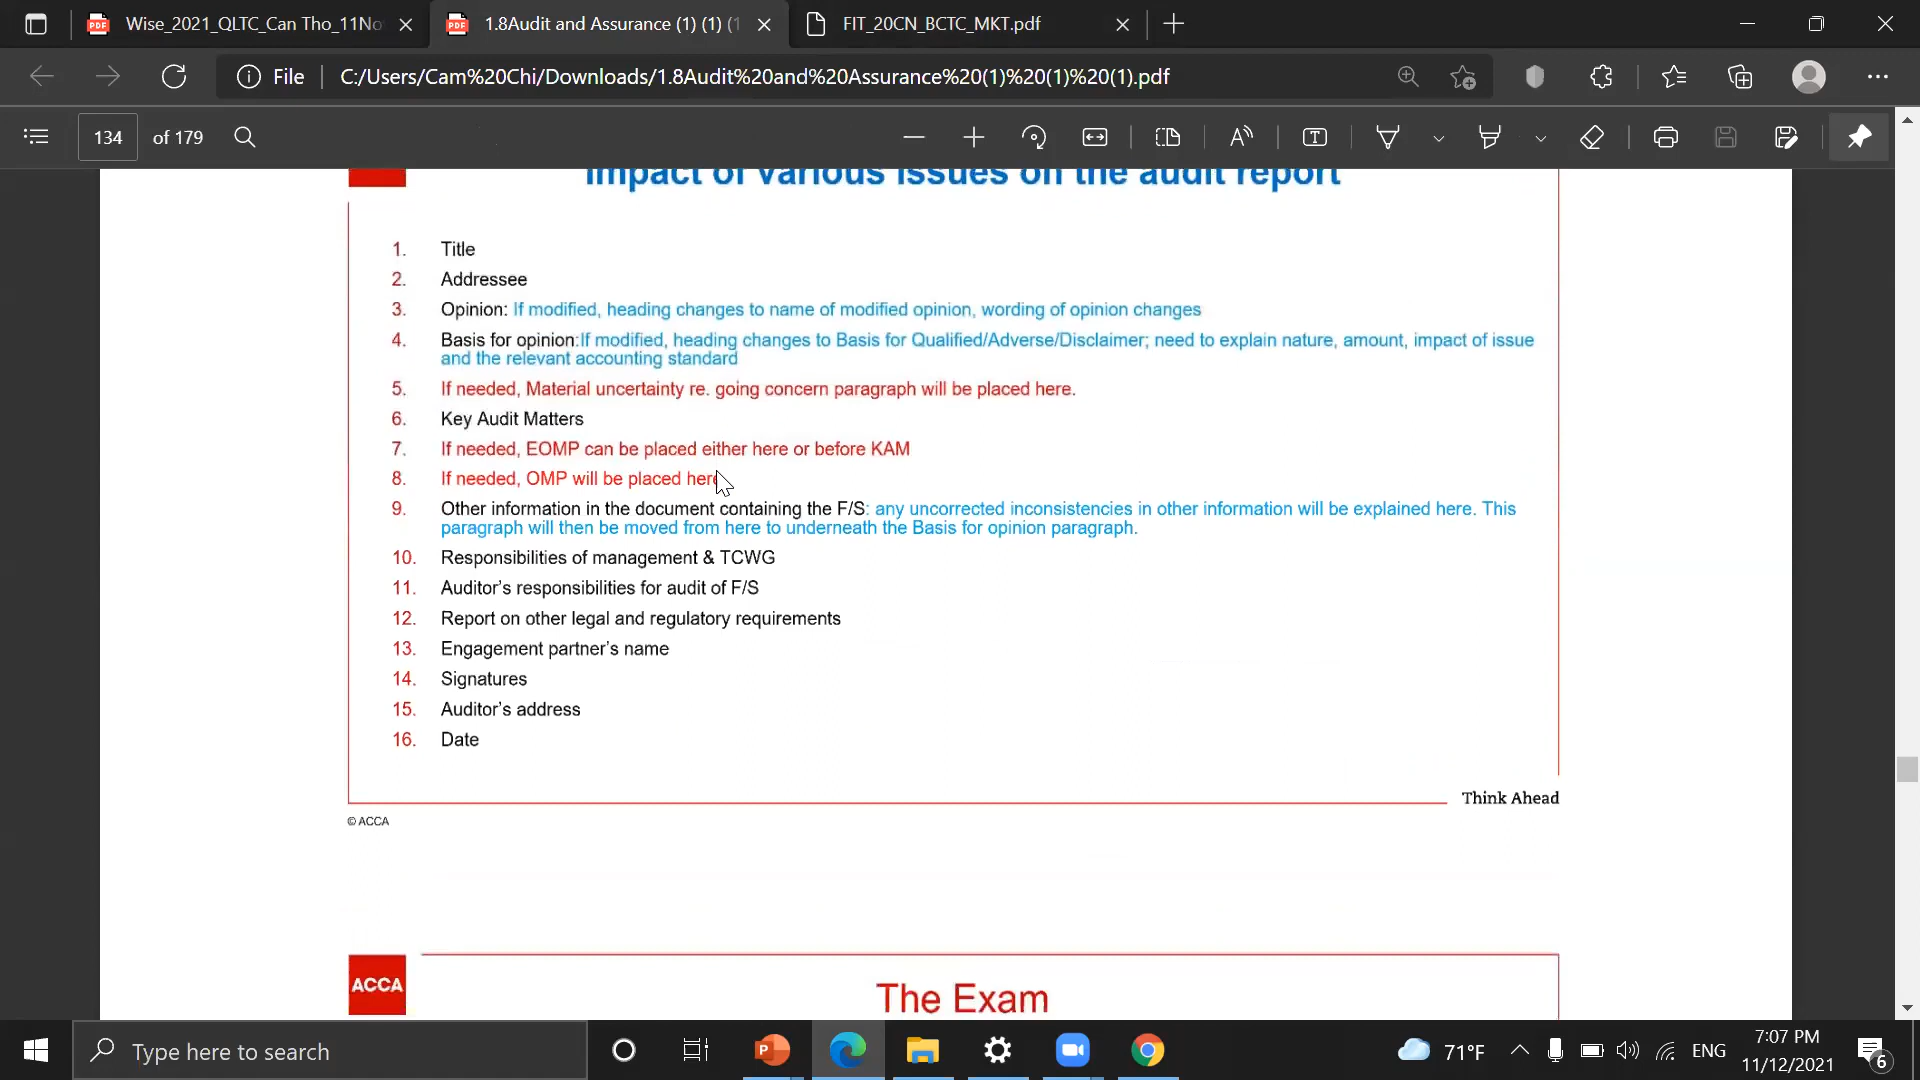 Wise_2021_QLTC_Can Tho_11No
1.8Audit and Assurance (1) (1) (1
FIT_20CN_BCTC_MKT.pdf
File
C:/Users/Cam%20Chi/Downloads/1.8Audit%20and%20Assurance%20(1)%20(1)%20(1).pdf
134 of 179
Impact of various issues on the audit report
1. Title
2. Addressee
3. Opinion: If modified, heading changes to name of modified opinion, wording of opinion changes
4. Basis for opinion:If modified, heading changes to Basis for Qualified/Adverse/Disclaimer; need to explain nature, amount, impact of issue
and the relevant accounting standard
5. If needed, Material uncertainty re. going concern paragraph will be placed here.
6. Key Audit Matters
7. If needed, EOMP can be placed either here or before KAM
8. If needed, OMP will be placed here
9. Other information in the document containing the F/S: any uncorrected inconsistencies in other information will be explained here. This
paragraph will then be moved from here to underneath the Basis for opinion paragraph.
10. Responsibilities of management & TCWG
11. Auditor's responsibilities for audit of F/S
12. Report on other legal and regulatory requirements
13. Engagement partner's name
14. Signatures
15. Auditor's address
16. Date
Think Ahead
© ACCA
ACCA
The Exam
Type here to search
71°F
ENG
7:07 PM
11/12/2021
6